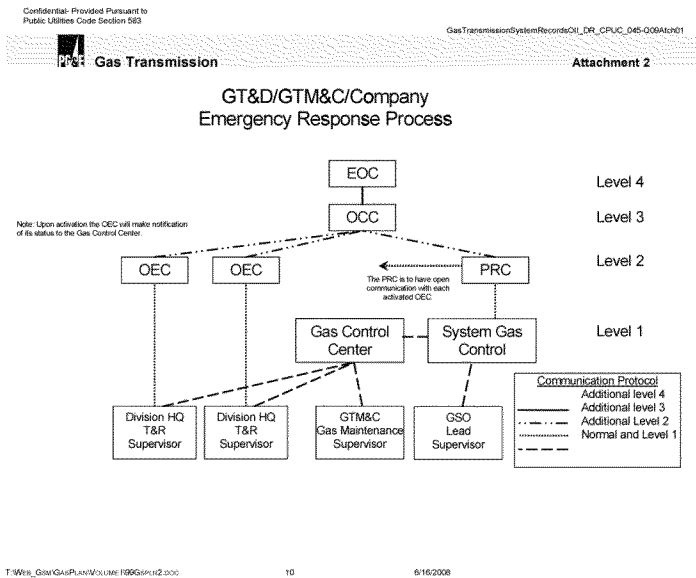 Confidential- Provided Pursuant to
Public Utilities Code Section 583
GasTransmissionSystemRecordsOII_DR_CPUC_045-Q09Atch01
PG&E Gas Transmission
Attachment 2
GT&D/GTM&C/Company
Emergency Response Process
EOC
Level 4
OCC
Level 3
Note: Upon activation the OEC will make notification
of its status to the Gas Control Center.
OEC
OEC
PRC
Level 2
The PRC is to have open
communication with each
activated OEC.
Gas Control
Center
System Gas
Control
Level 1
Communication Protocol
Additional level 4
Additional level 3
Additional Level 2
Normal and Level 1
Division HQ
T&R
Supervisor
Division HQ
T&R
Supervisor
GTM&C
Gas Maintenance
Supervisor
GSO
Lead
Supervisor
10
6/16/2008